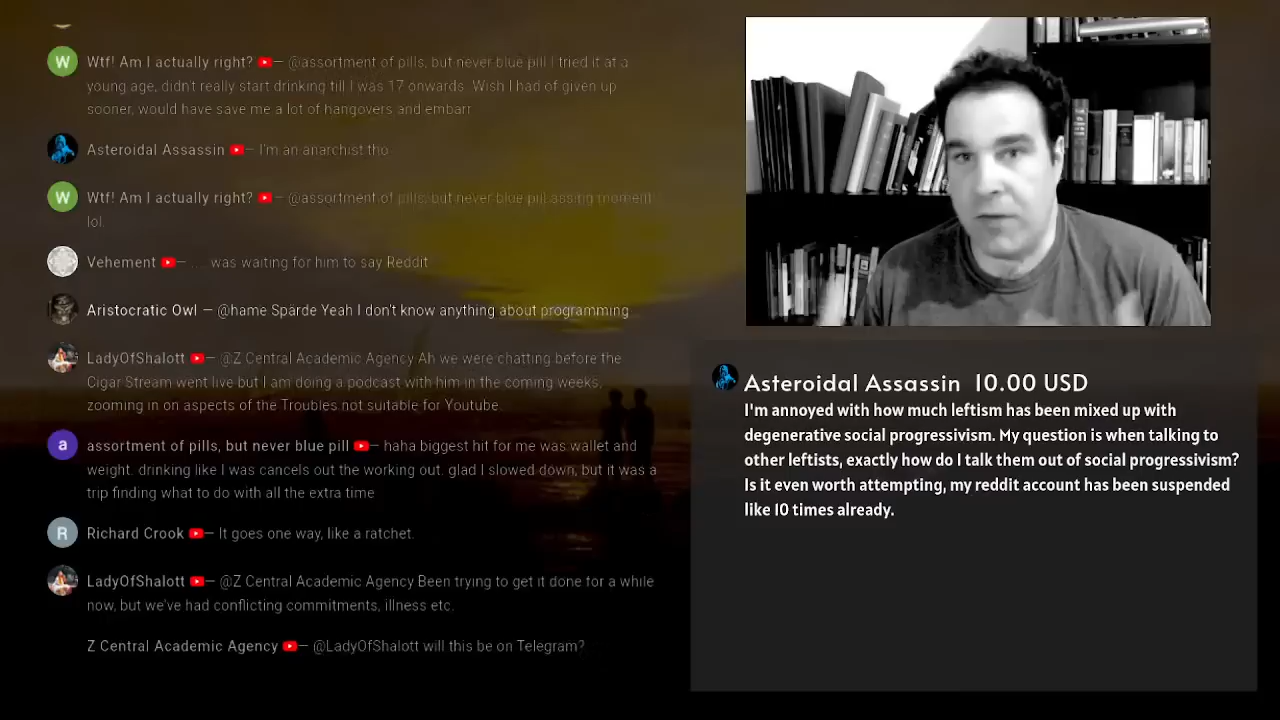 W
Wtf! Am I actually right? — @assortment of pills, but never blue pill I tried it at a
young age, didn't really start drinking till I was 17 onwards. Wish I had of given up
sooner, would have save me a lot of hangovers and embarr
Asteroidal Assassin — I'm an anarchist tho
W
Wtf! Am I actually right? — @assortment of pills, but never blue pill assing moment
lol.
Vehement — .... was waiting for him to say Reddit
Aristocratic Owl — @hame Spärde Yeah I don't know anything about programming
LadyOfShalott — @Z Central Academic Agency Ah we were chatting before the
Cigar Stream went live but I am doing a podcast with him in the coming weeks,
zooming in on aspects of the Troubles not suitable for Youtube.
a
assortment of pills, but never blue pill — haha biggest hit for me was wallet and
weight. drinking like I was cancels out the working out. glad I slowed down, but it was a
trip finding what to do with all the extra time
R
Richard Crook — It goes one way, like a ratchet.
LadyOfShalott — @Z Central Academic Agency Been trying to get it done for a while
now, but we've had conflicting commitments, illness etc.
Z Central Academic Agency — @LadyOfShalott will this be on Telegram?
Asteroidal Assassin 10.00 USD
I'm annoyed with how much leftism has been mixed up with
degenerative social progressivism. My question is when talking to
other leftists, exactly how do I talk them out of social progressivism?
Is it even worth attempting, my reddit account has been suspended
like 10 times already.